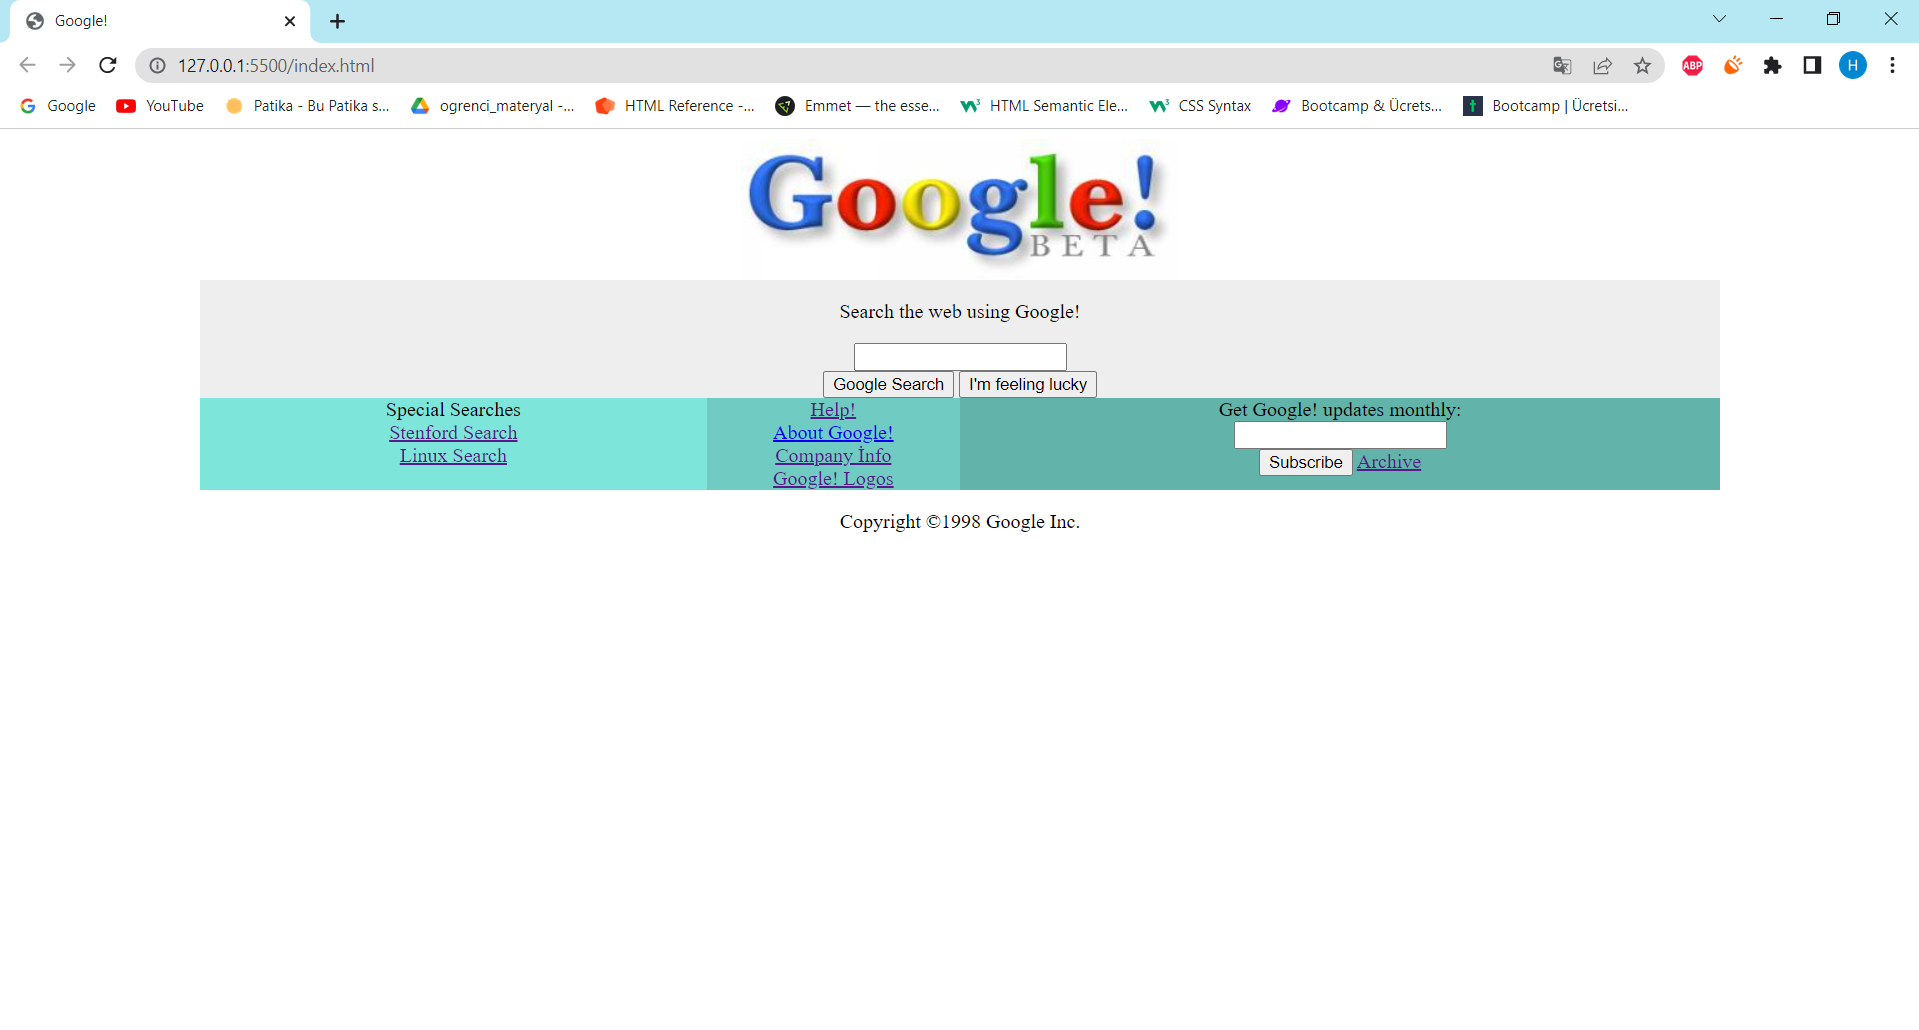 Google!
127.0.0.1:5500/index.html
ABP
H
Google YouTube Patika - Bu Patika s... ogrenci_materyal -... HTML Reference -... Emmet — the esse... HTML Semantic Ele... CSS Syntax Bootcamp & Ücrets... Bootcamp | Ücretsi...
Google!
BETA
Search the web using Google!
Google Search I'm feeling lucky
Special Searches
Stenford Search
Linux Search
Help!
About Google!
Company İnfo
Google! Logos
Get Google! updates monthly:
Subscribe Archive
Copyright ©1998 Google Inc.